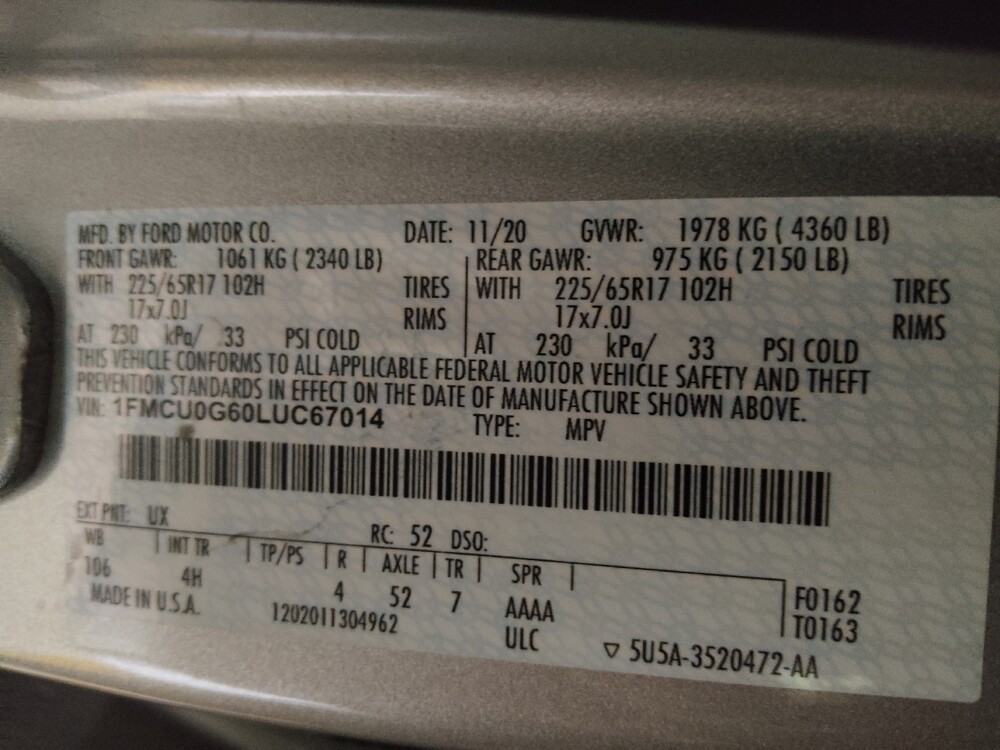 MFD. BY FORD MOTOR CO. DATE: 11/20 GVWR: 1978 KG ( 4360 LB)
FRONT GAWR: 1061 KG ( 2340 LB) REAR GAWR: 975 KG ( 2150 LB)
WITH 225/65R17 102H TIRES WITH 225/65R17 102H TIRES
17x7.0J RIMS 17x7.0J RIMS
AT 230 kPa/ 33 PSI COLD AT 230 kPa/ 33 PSI COLD
THIS VEHICLE CONFORMS TO ALL APPLICABLE FEDERAL MOTOR VEHICLE SAFETY AND THEFT
PREVENTION STANDARDS IN EFFECT ON THE DATE OF MANUFACTURE SHOWN ABOVE.
VIN: 1FMCU0G60LUC67014 TYPE: MPV
EXT PNT: UX RC: 52 DSO:
WB INT TR TP/PS R AXLE TR SPR
106 4H 4 52 7 AAAA F0162
MADE IN U.S.A. 1202011304962 ULC T0163
▽ 5U5A-3520472-AA